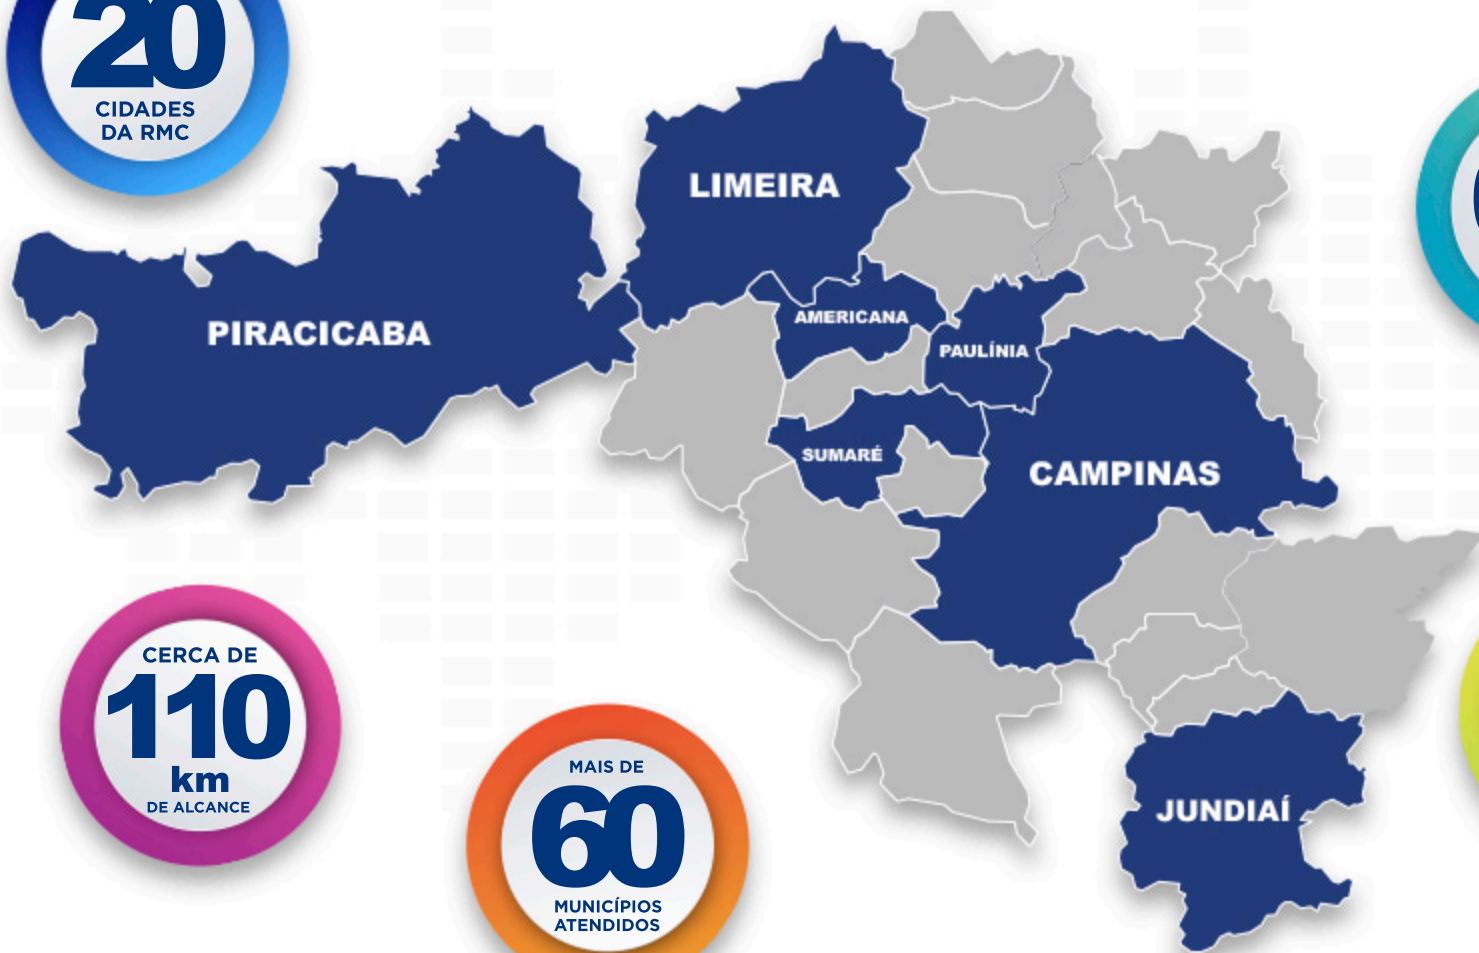 20
CIDADES
DA RMC
LIMEIRA
AMERICANA
PIRACICABA
PAULÍNIA
SUMARÉ
CAMPINAS
CERCA DE
110
km
DE ALCANCE
MAIS DE
60
MUNICÍPIOS
ATENDIDOS
JUNDIAÍ